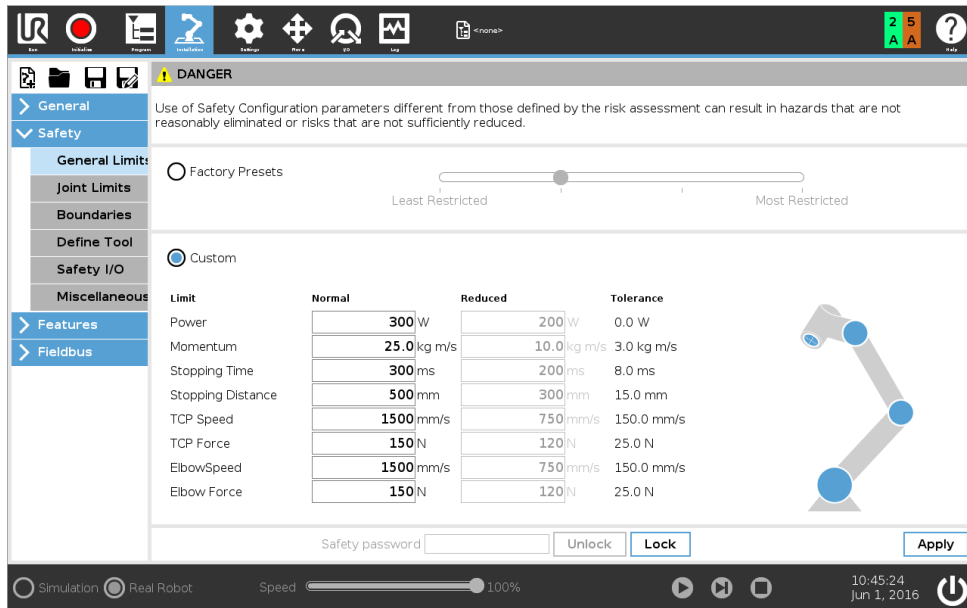 UR
<none>
2 5
A A
?
Run Initialise Program Installation Settings Move I/O Log Help
DANGER
General
Safety
General Limits
Joint Limits
Boundaries
Define Tool
Safety I/O
Miscellaneous
Features
Fieldbus
Use of Safety Configuration parameters different from those defined by the risk assessment can result in hazards that are not
reasonably eliminated or risks that are not sufficiently reduced.
Factory Presets
Least Restricted Most Restricted
Custom
Limit Normal Reduced Tolerance
Power 300 W 200 W 0.0 W
Momentum 25.0 kg m/s 10.0 kg m/s 3.0 kg m/s
Stopping Time 300 ms 200 ms 8.0 ms
Stopping Distance 500 mm 300 mm 15.0 mm
TCP Speed 1500 mm/s 750 mm/s 150.0 mm/s
TCP Force 150 N 120 N 25.0 N
ElbowSpeed 1500 mm/s 750 mm/s 150.0 mm/s
Elbow Force 150 N 120 N 25.0 N
Safety password Unlock Lock Apply
Simulation Real Robot Speed 100% 10:45:24
Jun 1, 2016